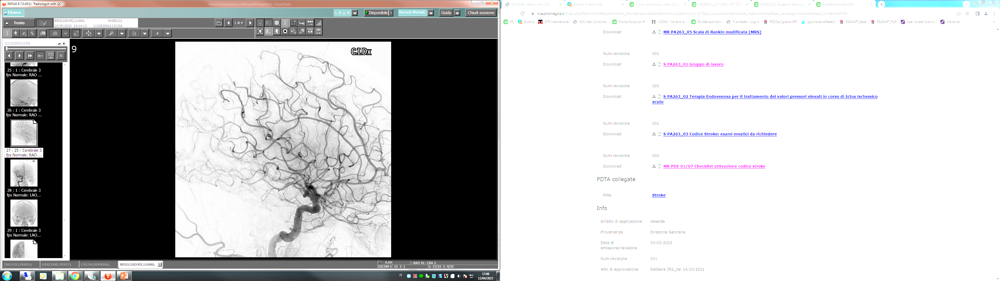 IMPAX 6.7.0.4511 "Radiologist with QC"
Elenco
0 0
Disponibile
Romoli Michele
Guida
Chiudi sessione
Testo
BRIGLIADORI,LUANA, 09286121
20/05/2020 14:14:13 112CE20001131306
1 di 4
112CE20001131306
25 : 1 : Cerebrale 3
fps Normale: RAO ...
26 : 1 : Cerebrale 3
fps Normale: RAO ...
27 : 25 : Cerebrale 3
fps Normale: RAO ...
28 : 1 : Cerebrale 3
fps Normale: LAO ...
29 : 1 : Cerebrale 3
fps Normale: LAO...
9
C.I.Dx
TAGLIOLI,MARIA,
GRAZIANI,MIRCO,
COLIVA,BARBARA,
BRIGLIADORI,LUANA,
0.69
: RAO 91: CRA 2
DICOM S: 15 I: 1
S: 27/33 I: 9/25
IT
17:08
12/04/2023
On.Portal: Version e.4.1.0.0
Zimbra: In arrivo (34)
Consultazione documenti (F12
MR PDE 01_07 CHECK LIST CO
S PA263_01 Gruppo di Lavoro-1
Procedura Stroke 0303
rr.auslromagna.it/index.php?Itemid=509&option=com_fabrik&view=details&formid=121&rowid=1327&pk_source=bollettino&pk_medium=email&pk_campaign=mercoledi&pk_content=HTML
RR
Zimbra
SITS International
XDS Web Consume...
Pronto Soccorso (F...
LOG80 - Cartella cli...
Portale applicativi
Trial Master - Log in
REDCap Igraine CRF
igraine.sanraffaele.it
READAPT_Base
READAPT_FUP
User Access Submit...
Welcome
Download MR PA263_05 Scala di Rankin modificata (MRS)
Num.revisione 001
Download S PA263_01 Gruppo di lavoro
Num.revisione 000
Download S PA263_02 Terapia Endovenosa per il trattamento dei valori pressori elevati in corso di Ictus ischemico
acuto
Num.revisione 001
Download S PA263_03 Codice Stroke: esami ematici da richiedere
Num.revisione 000
Download MR PDE 01/07 Checklist attivazione codice stroke
PDTA collegate
Pdta Stroke
Info
Ambito di applicazione Azienda
Provenienza Direzione Sanitaria
Data di
emissione/revisione 03-03-2023
Num.revisione 001
Atto di approvazione Delibera 352_del 14/10/2021